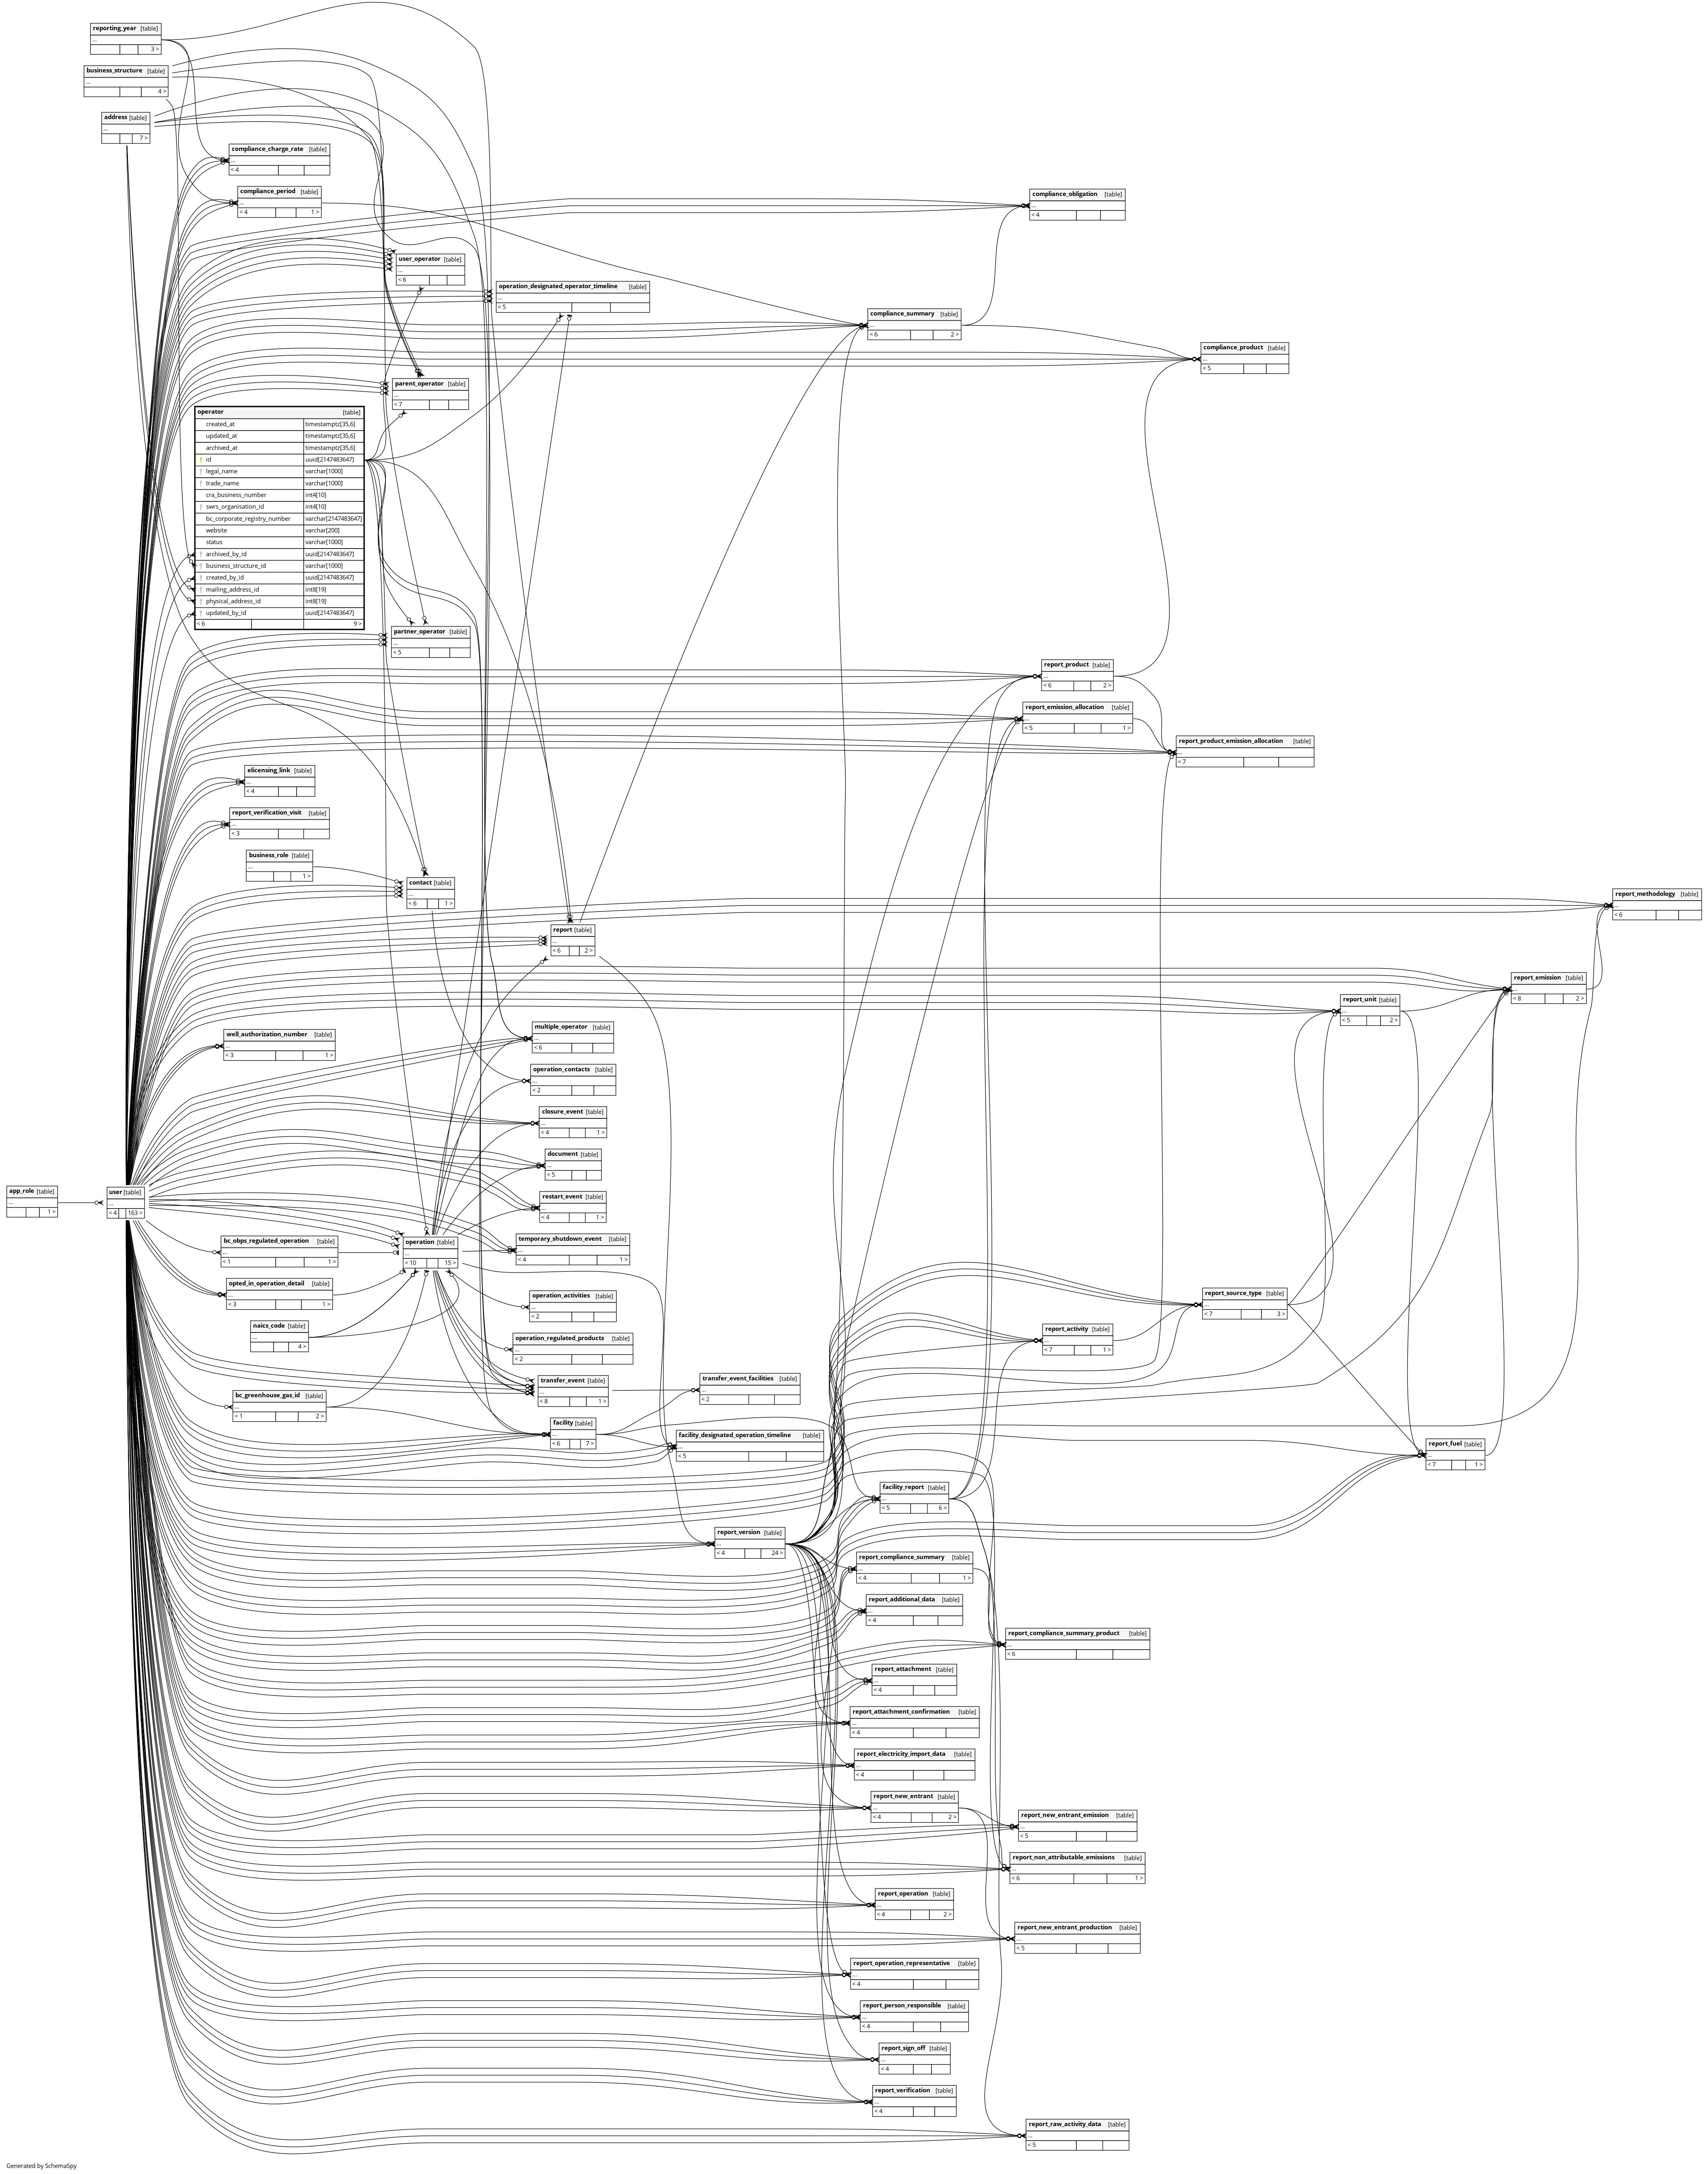 reporting_year [table]
...
3 >
business_structure [table]
...
4 >
address [table]
...
7 >
compliance_charge_rate [table]
...
< 4
compliance_period [table]
...
< 4 1 >
compliance_obligation [table]
...
< 4
user_operator [table]
...
< 6
operation_designated_operator_timeline [table]
...
< 5
compliance_summary [table]
...
< 6 2 >
compliance_product [table]
...
< 5
parent_operator [table]
...
< 7
operator [table]
created_at timestamptz[35,6]
updated_at timestamptz[35,6]
archived_at timestamptz[35,6]
id uuid[2147483647]
legal_name varchar[1000]
trade_name varchar[1000]
cra_business_number int4[10]
swrs_organisation_id int4[10]
bc_corporate_registry_number varchar[2147483647]
website varchar[200]
status varchar[1000]
archived_by_id uuid[2147483647]
business_structure_id varchar[1000]
created_by_id uuid[2147483647]
mailing_address_id int8[19]
physical_address_id int8[19]
updated_by_id uuid[2147483647]
< 6 9 >
partner_operator [table]
...
< 5
report_product [table]
...
< 6 2 >
report_emission_allocation [table]
...
< 5 1 >
report_product_emission_allocation [table]
...
< 7
elicensing_link [table]
...
< 4
report_verification_visit [table]
...
< 3
business_role [table]
...
1 >
contact [table]
...
< 6 1 >
report_methodology [table]
...
< 6
report [table]
...
< 6 2 >
report_emission [table]
...
< 8 2 >
report_unit [table]
...
< 5 2 >
well_authorization_number [table]
...
< 3 1 >
multiple_operator [table]
...
< 6
operation_contacts [table]
...
< 2
closure_event [table]
...
< 4 1 >
document [table]
...
< 5
app_role [table]
...
1 >
user [table]
...
< 4 163 >
restart_event [table]
...
< 4 1 >
bc_obps_regulated_operation [table]
...
< 1 1 >
operation [table]
...
< 10 15 >
temporary_shutdown_event [table]
...
< 4 1 >
opted_in_operation_detail [table]
...
< 3 1 >
operation_activities [table]
...
< 2
report_source_type [table]
...
< 7 3 >
naics_code [table]
...
4 >
operation_regulated_products [table]
...
< 2
report_activity [table]
...
< 7 1 >
transfer_event [table]
...
< 8 1 >
transfer_event_facilities [table]
...
< 2
bc_greenhouse_gas_id [table]
...
< 1 2 >
facility [table]
...
< 6 7 >
facility_designated_operation_timeline [table]
...
< 5
report_fuel [table]
...
< 7 1 >
facility_report [table]
...
< 5 6 >
report_version [table]
...
< 4 24 >
report_compliance_summary [table]
...
< 4 1 >
report_additional_data [table]
...
< 4
report_compliance_summary_product [table]
...
< 6
report_attachment [table]
...
< 4
report_attachment_confirmation [table]
...
< 4
report_electricity_import_data [table]
...
< 4
report_new_entrant [table]
...
< 4 2 >
report_new_entrant_emission [table]
...
< 5
report_non_attributable_emissions [table]
...
< 6 1 >
report_operation [table]
...
< 4 2 >
report_new_entrant_production [table]
...
< 5
report_operation_representative [table]
...
< 4
report_person_responsible [table]
...
< 4
report_sign_off [table]
...
< 4
report_verification [table]
...
< 4
report_raw_activity_data [table]
...
< 5
Generated by SchemaSpy